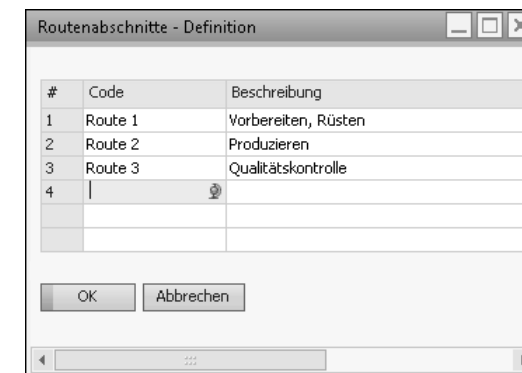 Routenabschnitte - Definition
# Code Beschreibung
1 Route 1 Vorbereiten, Rüsten
2 Route 2 Produzieren
3 Route 3 Qualitätskontrolle
4
OK Abbrechen